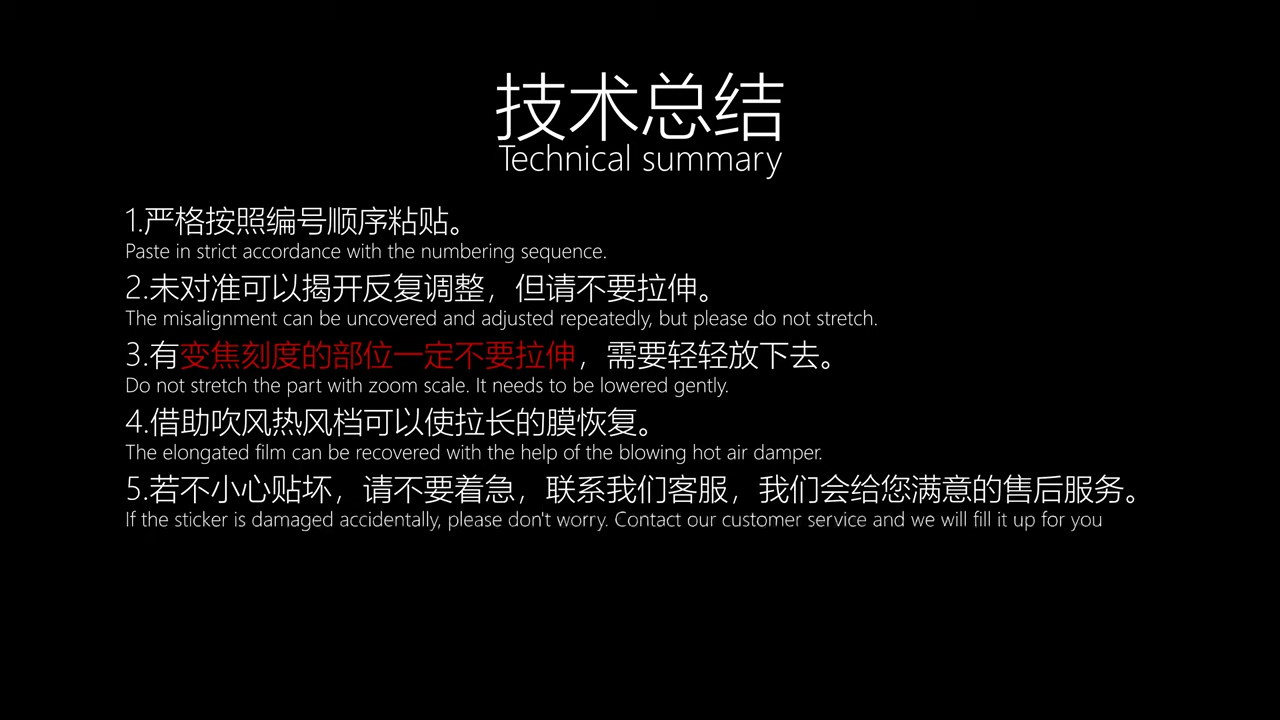 技术总结
Technical summary
1.严格按照编号顺序粘贴。
Paste in strict accordance with the numbering sequence.
2.未对准可以揭开反复调整，但请不要拉伸。
The misalignment can be uncovered and adjusted repeatedly, but please do not stretch.
3.有变焦刻度的部位一定不要拉伸，需要轻轻放下去。
Do not stretch the part with zoom scale. It needs to be lowered gently.
4.借助吹风热风档可以使拉长的膜恢复。
The elongated film can be recovered with the help of the blowing hot air damper.
5.若不小心贴坏，请不要着急，联系我们客服，我们会给您满意的售后服务。
If the sticker is damaged accidentally, please don't worry. Contact our customer service and we will fill it up for you